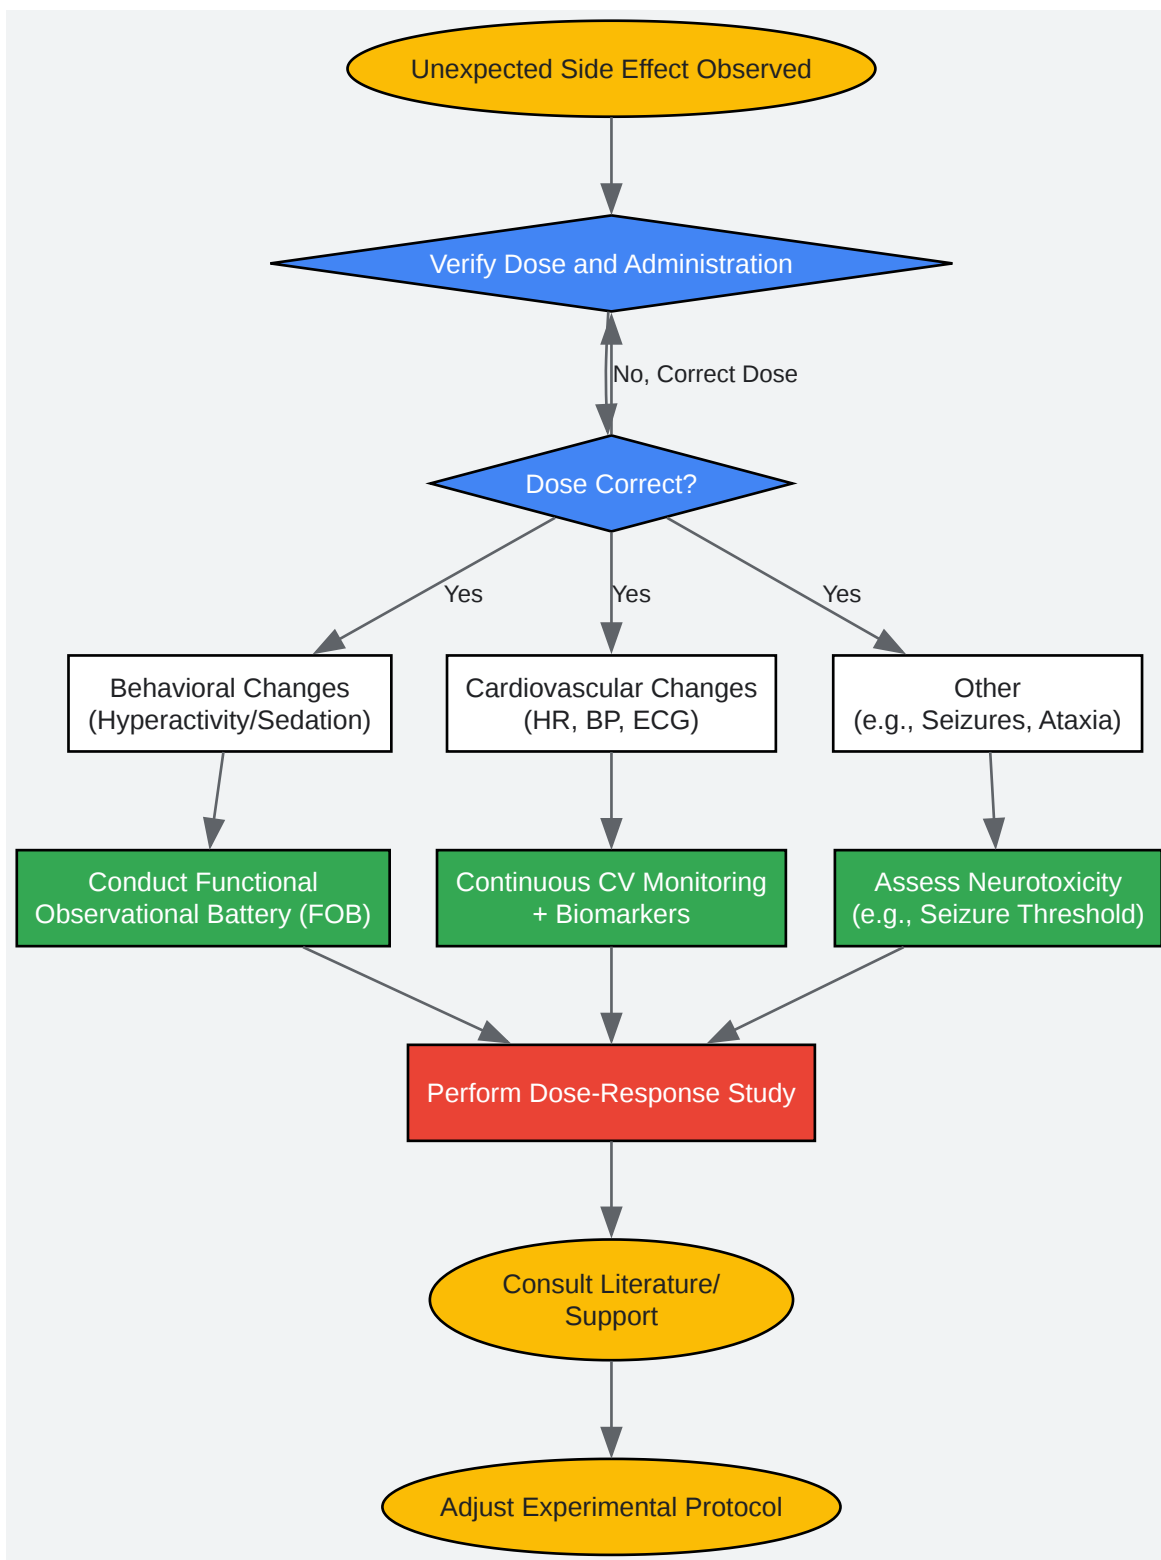 Unexpected Side Effect Observed
Verify Dose and Administration
No, Correct Dose
Dose Correct?
Yes
Yes
Yes
Behavioral Changes
(Hyperactivity/Sedation)
Cardiovascular Changes
(HR, BP, ECG)
Other
(e.g., Seizures, Ataxia)
Conduct Functional
Observational Battery (FOB)
Continuous CV Monitoring
+ Biomarkers
Assess Neurotoxicity
(e.g., Seizure Threshold)
Perform Dose-Response Study
Consult Literature/
Support
Adjust Experimental Protocol